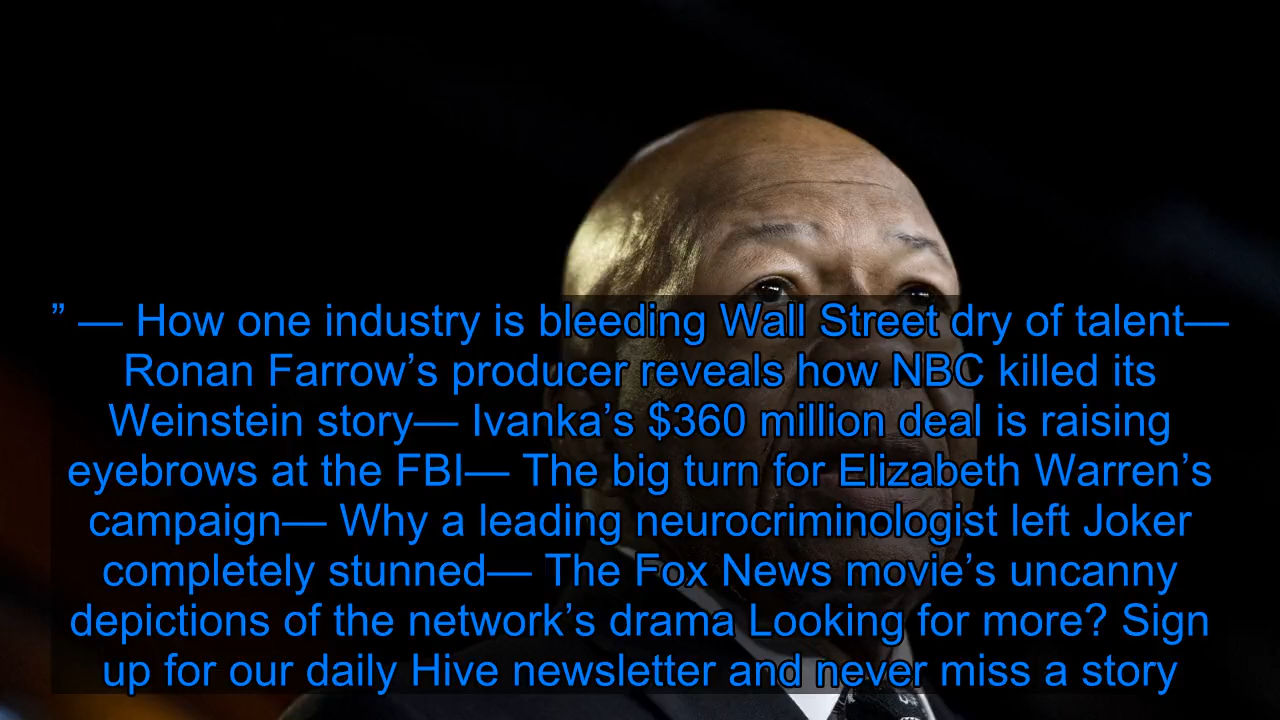 ” — How one industry is bleeding Wall Street dry of talent—
Ronan Farrow’s producer reveals how NBC killed its
Weinstein story— Ivanka’s $360 million deal is raising
eyebrows at the FBI— The big turn for Elizabeth Warren’s
campaign— Why a leading neurocriminologist left Joker
completely stunned— The Fox News movie’s uncanny
depictions of the network’s drama Looking for more? Sign
up for our daily Hive newsletter and never miss a story